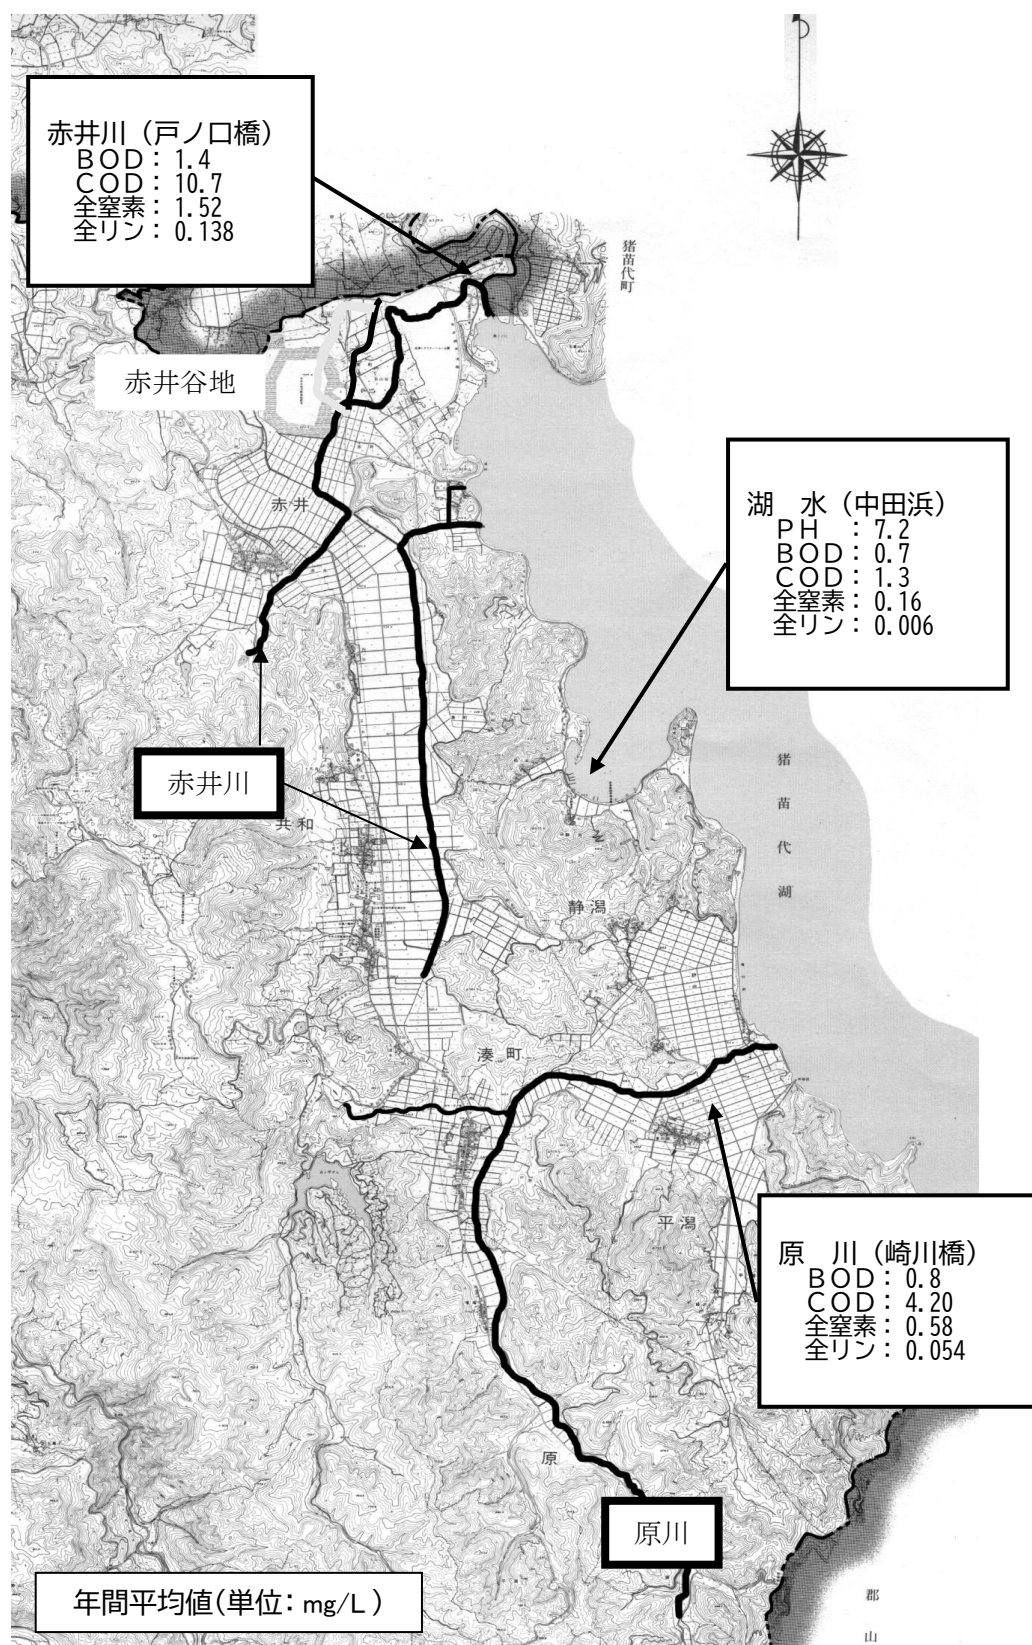 赤井川（戸ノ口橋）
ＢＯＤ：1.4
ＣＯＤ：10.7
全窒素：1.52
全リン：0.138
猪苗代町
赤井谷地
赤井
湖　水（中田浜）
ＰＨ　：7.2
ＢＯＤ：0.7
ＣＯＤ：1.3
全窒素：0.16
全リン：0.006
赤井川
共和
猪苗代湖
静潟
湊町
平潟
原　川（崎川橋）
ＢＯＤ：0.8
ＣＯＤ：4.20
全窒素：0.58
全リン：0.054
原
原川
年間平均値(単位：mg/L)
郡山